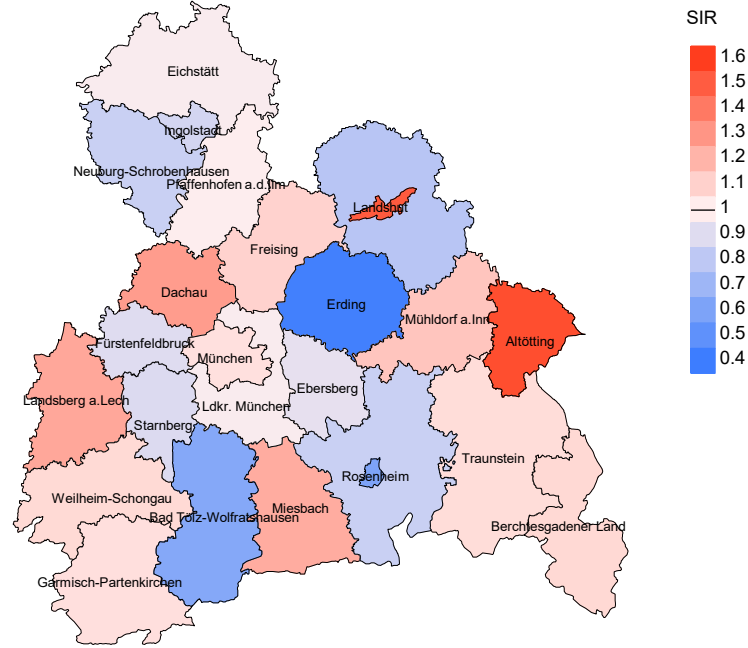 SIR
1.6
1.5
1.4
1.3
1.2
1.1
1
0.9
0.8
0.7
0.6
0.5
0.4
Eichstätt
Ingolstadt
Neuburg-Schrobenhausen
Pfaffenhofen a.d.Ilm
Landshut
Freising
Dachau
Erding
Mühldorf a.Inn
Altötting
Fürstenfeldbruck
München
Landsberg a.Lech
Ebersberg
Ldkr. München
Starnberg
Traunstein
Rosenheim
Weilheim-Schongau
Miesbach
Bad Tölz-Wolfratshausen
Berchtesgadener Land
Garmisch-Partenkirchen